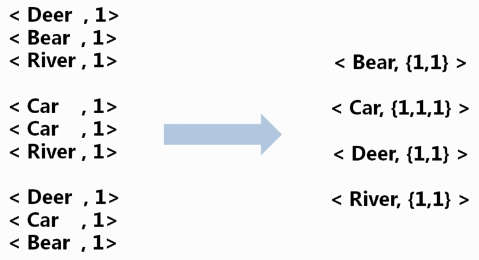 < Deer , 1>
< Bear , 1>
< River , 1>
< Car , 1>
< Car , 1>
< River , 1>
< Deer , 1>
< Car , 1>
< Bear , 1>
< Bear, {1,1} >
< Car, {1,1,1} >
< Deer, {1,1} >
< River, {1,1} >